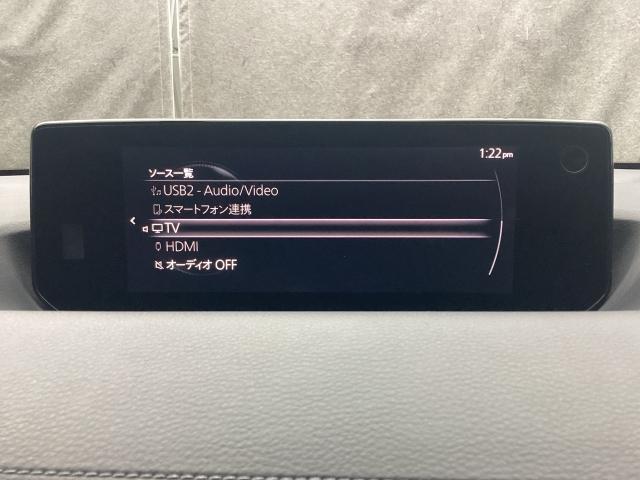 1:22pm
ソース一覧
USB2 - Audio/Video
スマートフォン連携
TV
HDMI
オーディオ OFF